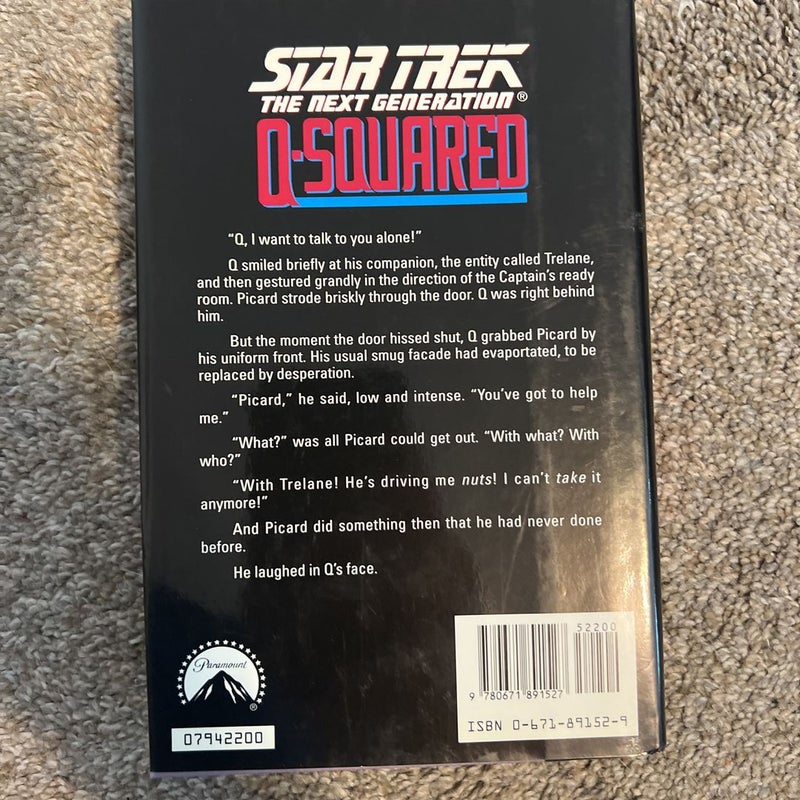 STAR TREK
THE NEXT GENERATION®
Q-SQUARED
"Q, I want to talk to you alone!"
Q smiled briefly at his companion, the entity called Trelane,
and then gestured grandly in the direction of the Captain's ready
room. Picard strode briskly through the door. Q was right behind
him.
But the moment the door hissed shut, Q grabbed Picard by
his uniform front. His usual smug facade had evaportated, to be
replaced by desperation.
"Picard," he said, low and intense. "You've got to help
me."
"What?" was all Picard could get out. "With what? With
who?"
"With Trelane! He's driving me nuts! I can't take it
anymore!"
And Picard did something then that he had never done
before.
He laughed in Q's face.
Paramount
®
07942200
52200
9 780671 891527
ISBN 0-671-89152-9